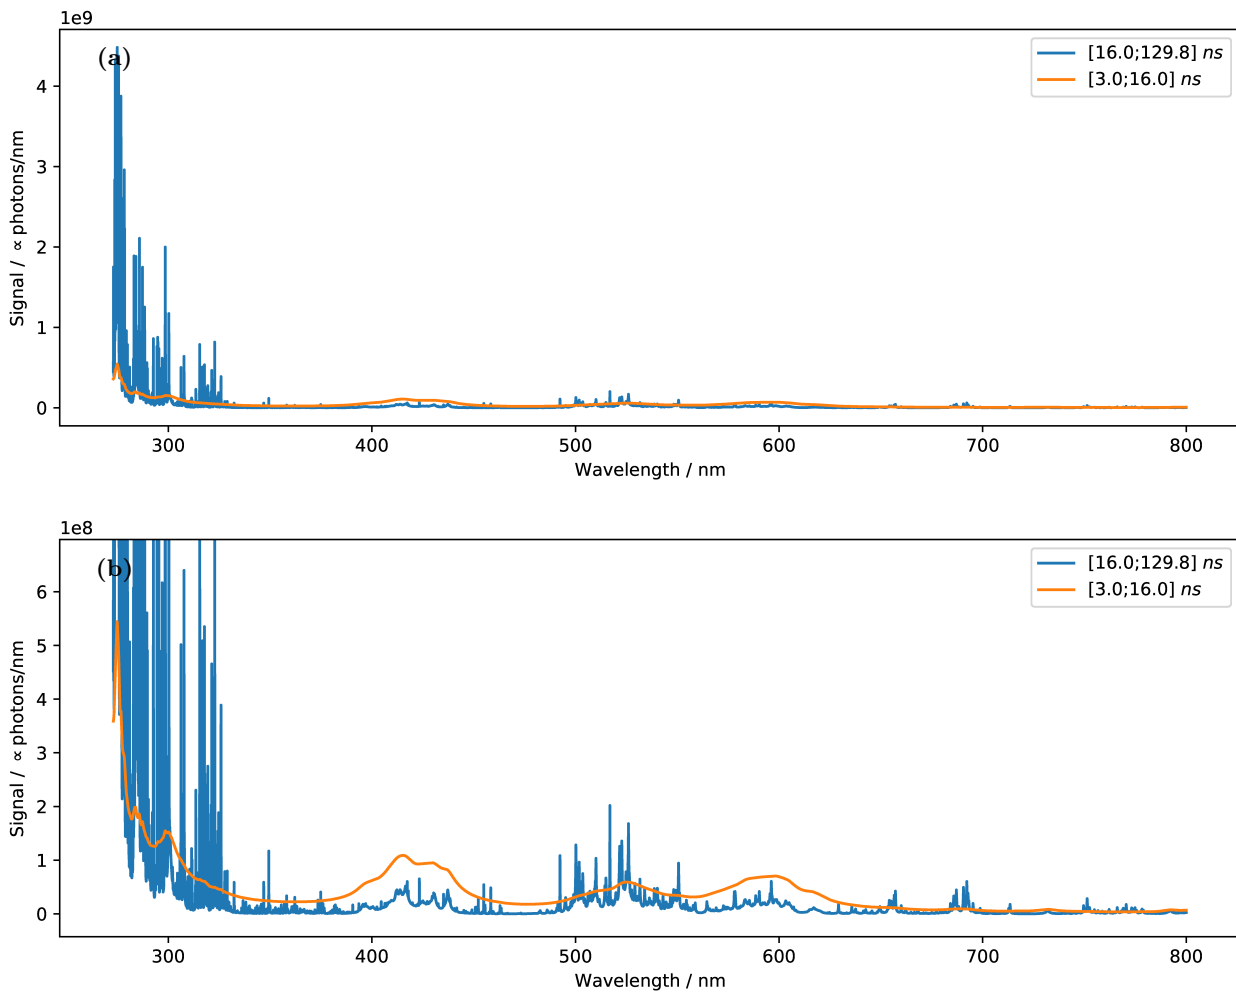 1e9
(a)
[16.0;129.8] ns
[3.0;16.0] ns
4
3
2
1
0
Signal / ∝ photons/nm
300 400 500 600 700 800
Wavelength / nm
1e8
(b)
[16.0;129.8] ns
[3.0;16.0] ns
6
5
4
3
2
1
0
Signal / ∝ photons/nm
300 400 500 600 700 800
Wavelength / nm